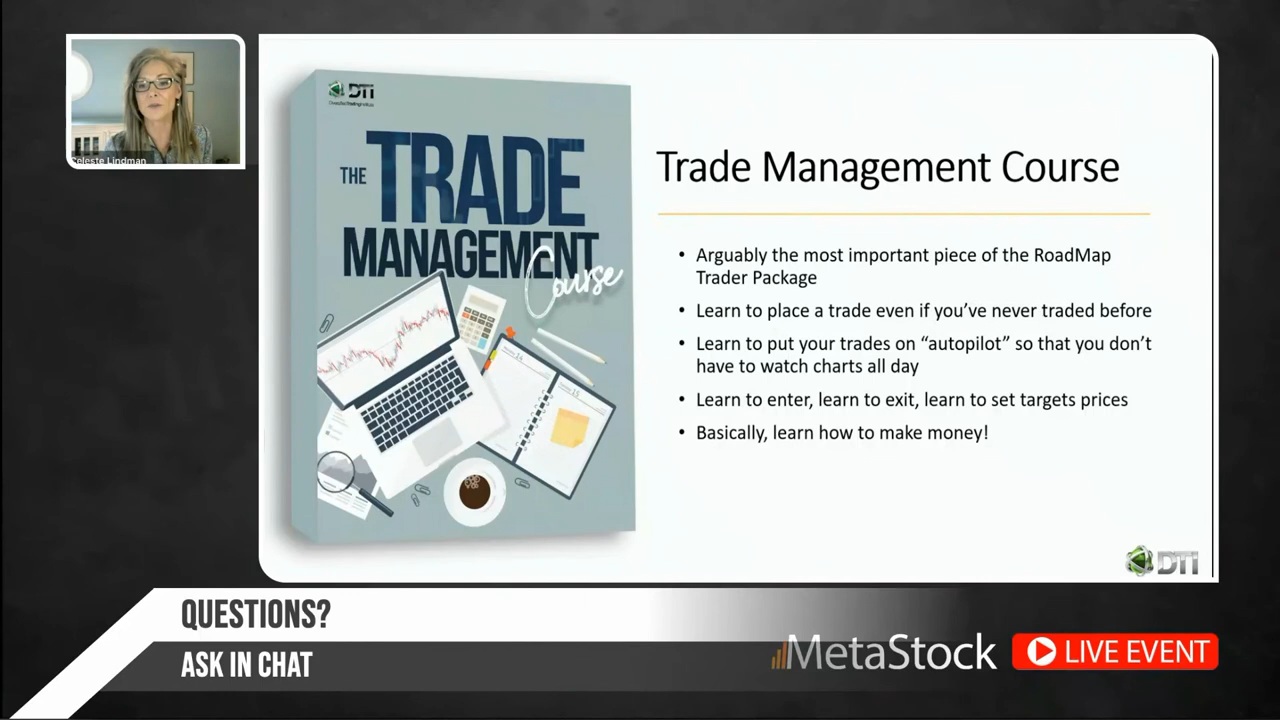 Celeste Lindman
DTI
THE TRADE
MANAGEMENT
Course
Trade Management Course
• Arguably the most important piece of the RoadMap
Trader Package
• Learn to place a trade even if you've never traded before
• Learn to put your trades on “autopilot” so that you don't
have to watch charts all day
• Learn to enter, learn to exit, learn to set targets prices
• Basically, learn how to make money!
DTI
QUESTIONS?
ASK IN CHAT
MetaStock
LIVE EVENT